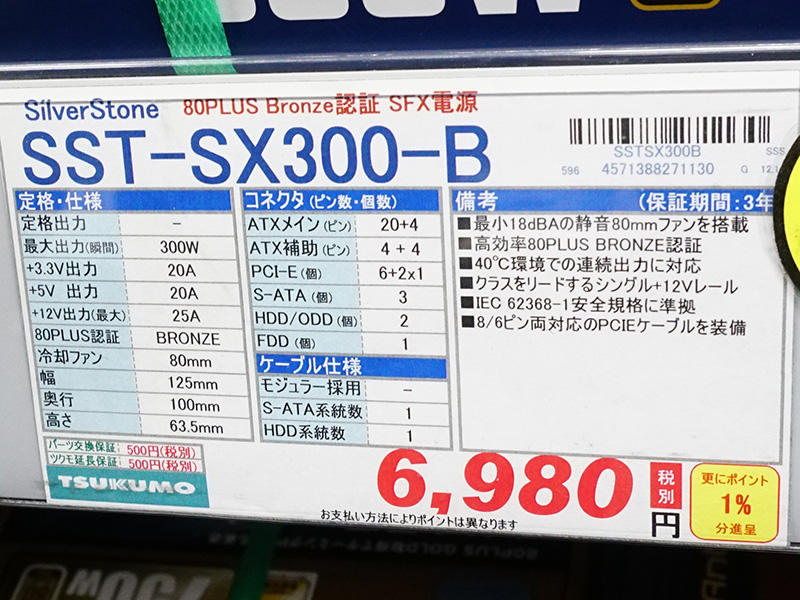 SilverStone 80PLUS Bronze認証 SFX電源
SST-SX300-B
SSTSX300B
596 4571388271130 G
定格・仕様
定格出力 -
最大出力(瞬間) 300W
+3.3V出力 20A
+5V 出力 20A
+12V出力(最大) 25A
80PLUS認証 BRONZE
冷却ファン 80mm
幅 125mm
奥行 100mm
高さ 63.5mm
コネクタ (ピン数・個数)
ATXメイン(ピン) 20+4
ATX補助 (ピン) 4 + 4
PCI-E (個) 6+2x1
S-ATA (個) 3
HDD/ODD (個) 2
FDD (個) 1
ケーブル仕様
モジュラー採用 -
S-ATA系統数 1
HDD系統数 1
備考 (保証期間:3年
■最小18dBAの静音80mmファンを搭載
■高効率80PLUS BRONZE認証
■40℃環境での連続出力に対応
■クラスをリードするシングル+12Vレール
■IEC 62368-1安全規格に準拠
■8/6ピン両対応のPCIEケーブルを装備
パーツ交換保証: 500円(税別)
ツクモ延長保証: 500円(税別)
TSUKUMO
6,980 税別 円
お支払い方法によりポイントは異なります
更にポイント
1%
分進呈
80PLUS GOLD
750W